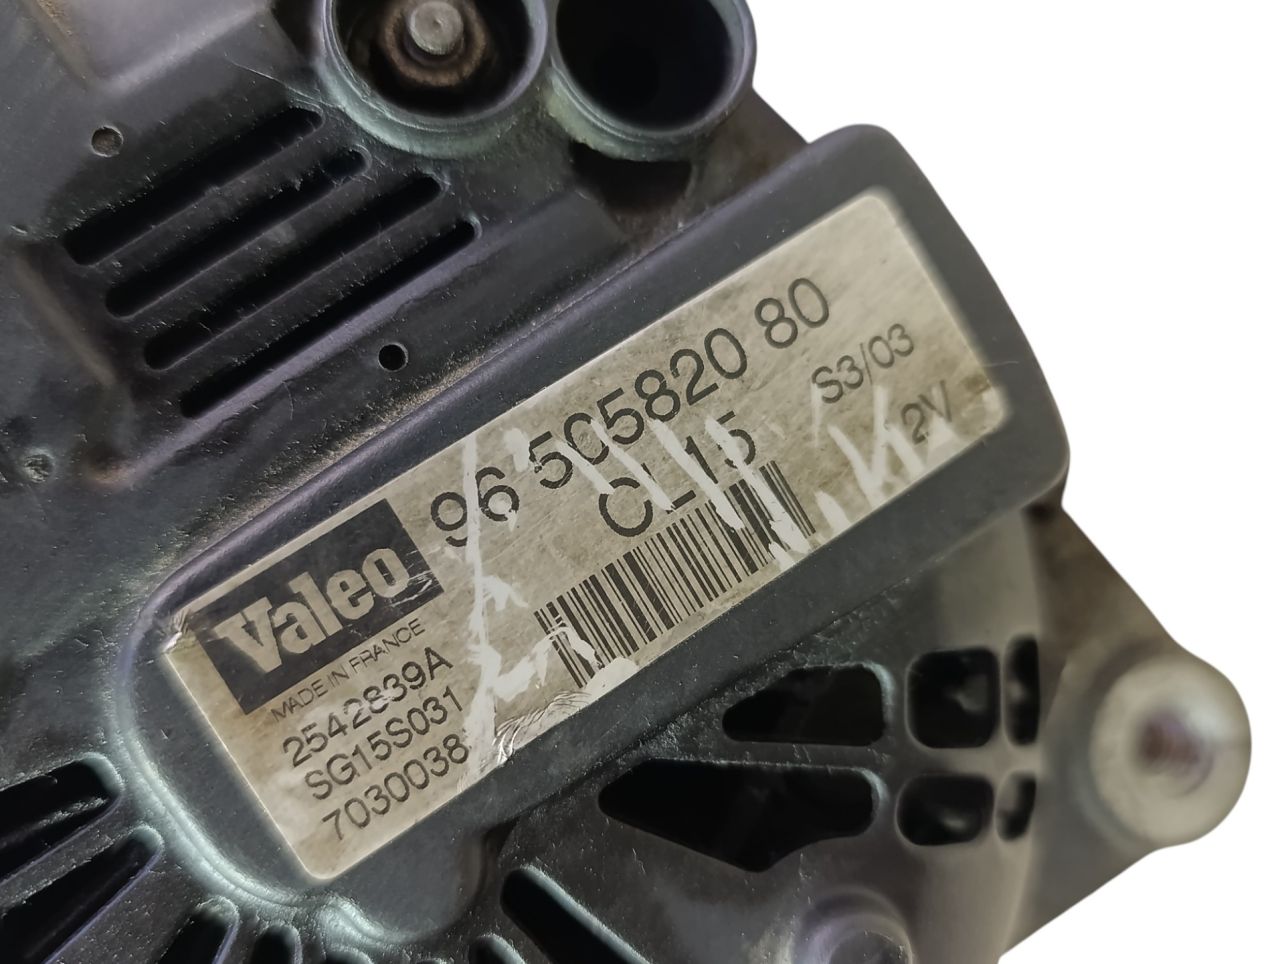 Valeo
MADE IN FRANCE
2542839A
SG15S031
7030038
96 505820 80
CL15
S3/03
12V